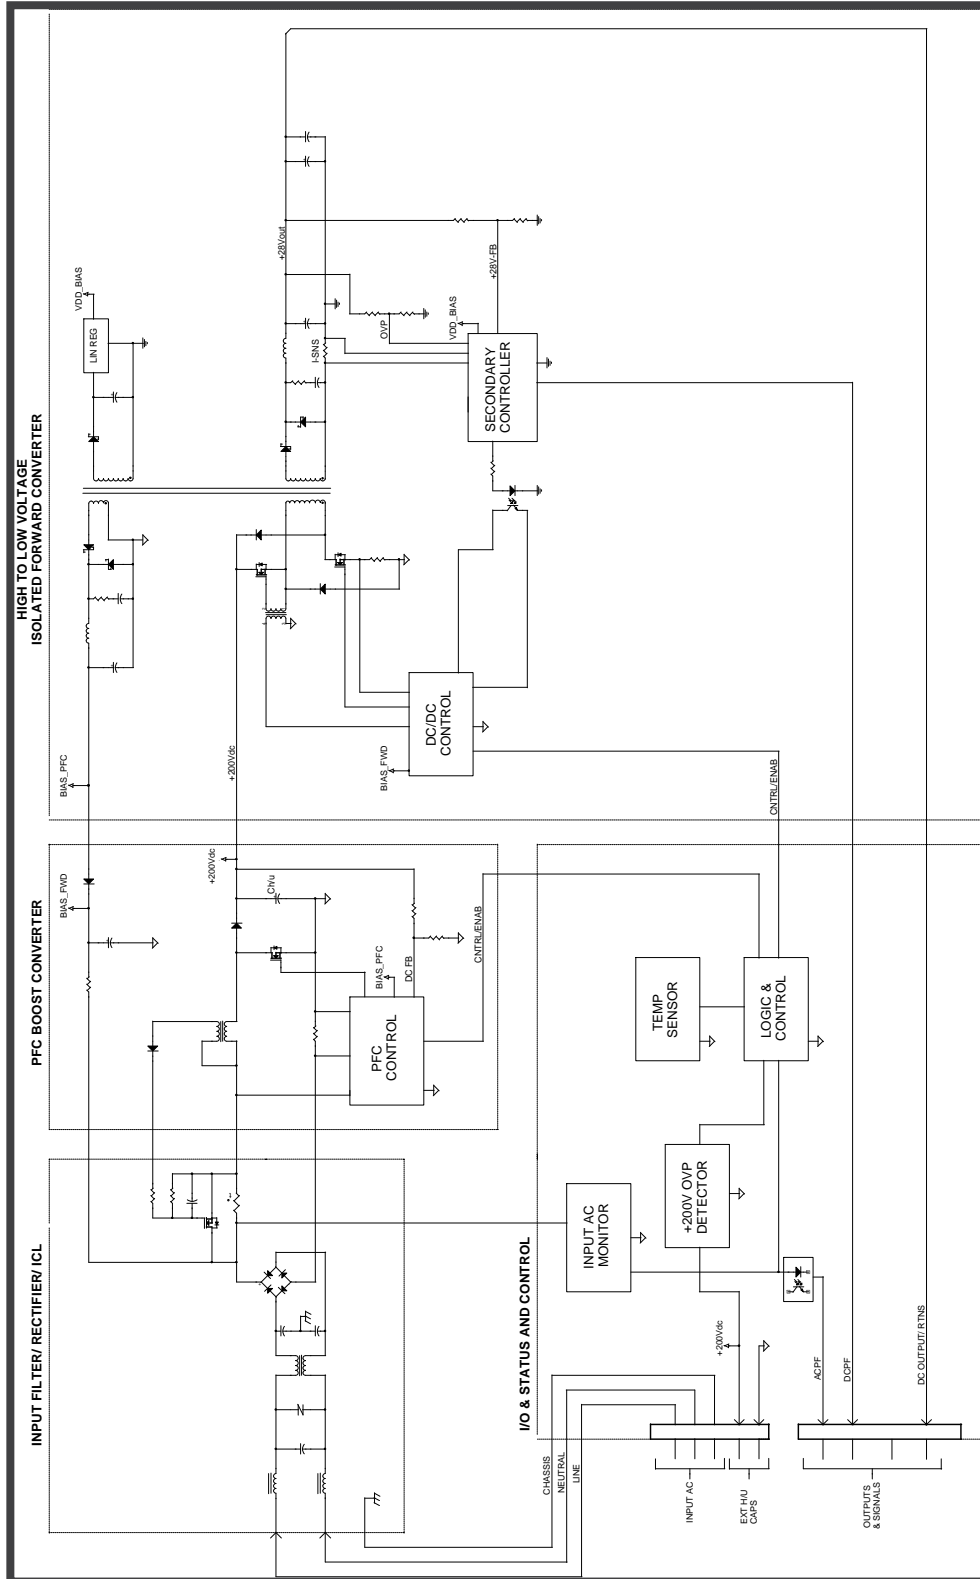 INPUT FILTER/ RECTIFIER/ ICL
PFC BOOST CONVERTER
HIGH TO LOW VOLTAGE
ISOLATED FORWARD CONVERTER
BIAS_FWD
BIAS_PFC
LIN REG
VDD_BIAS
+200Vdc
+200Vdc
Ch/u
BIAS_PFC
DC FB
PFC
CONTROL
CNTRL/ENAB
+28Vout
I-SNS
OVP
VDD_BIAS
+28V-FB
BIAS_FWD
DC/DC
CONTROL
SECONDARY
CONTROLLER
I/O & STATUS AND CONTROL
CHASSIS
NEUTRAL
LINE
INPUT AC
MONITOR
+200V OVP
DETECTOR
TEMP
SENSOR
LOGIC &
CONTROL
CNTRL/ENAB
+200Vdc
INPUT AC
EXT H/U
CAPS
ACPF
DCPF
DC OUTPUT/ RTNS
OUTPUTS
& SIGNALS